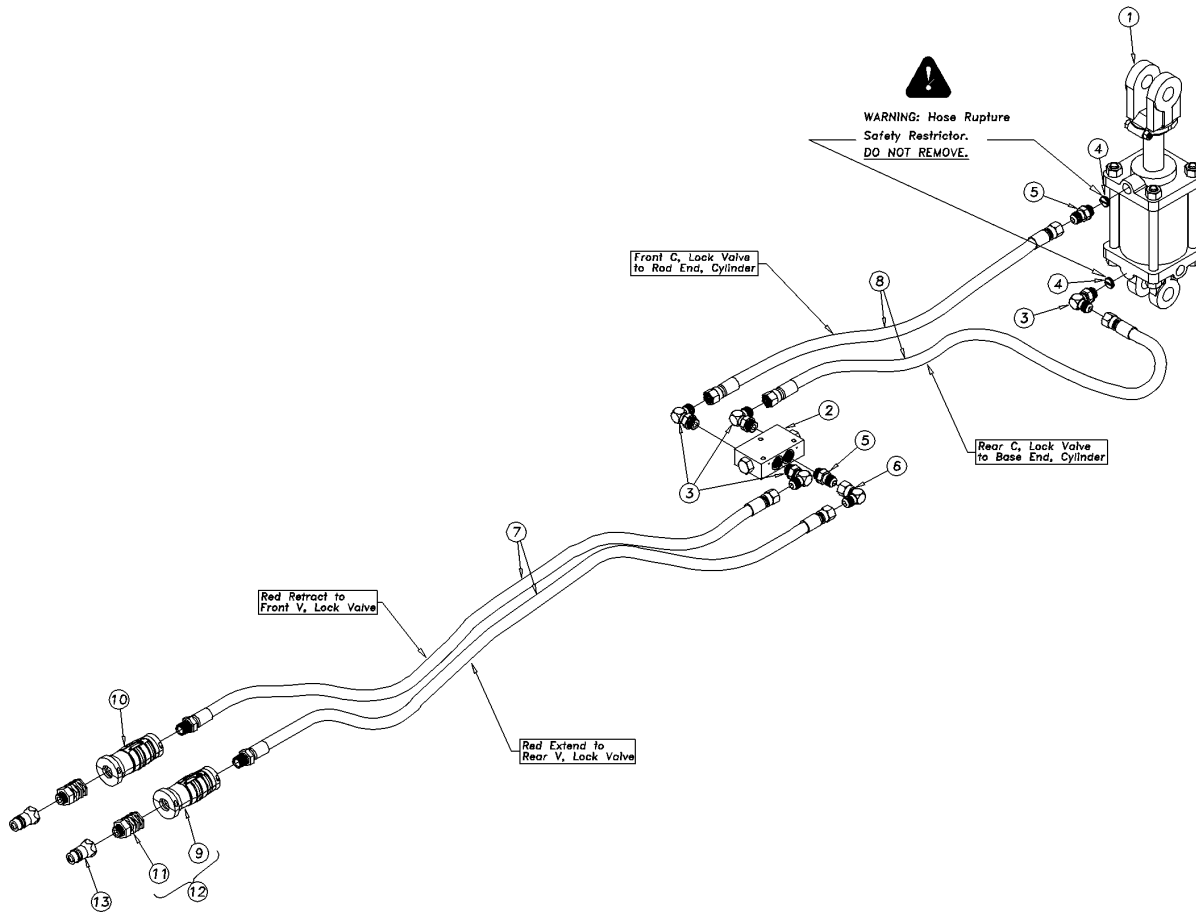 1
WARNING: Hose Rupture
Safety Restrictor.
DO NOT REMOVE.
4
5
Front C, Lock Valve
to Rod End, Cylinder
8
4
3
2
Rear C, Lock Valve
to Base End, Cylinder
5
6
3
7
Red Retract to
Front V, Lock Valve
10
Red Extend to
Rear V, Lock Valve
9
11
12
13